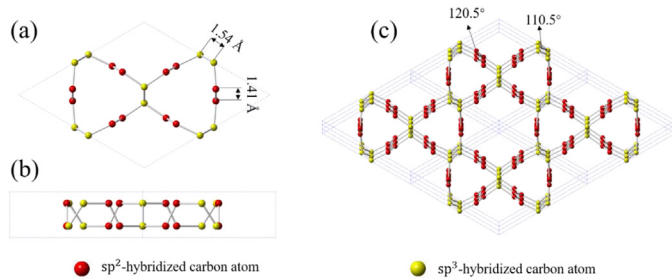 (a)
1.54 Å
1.41 Å
(b)
(c)
120.5°
110.5°
sp²-hybridized carbon atom
sp³-hybridized carbon atom